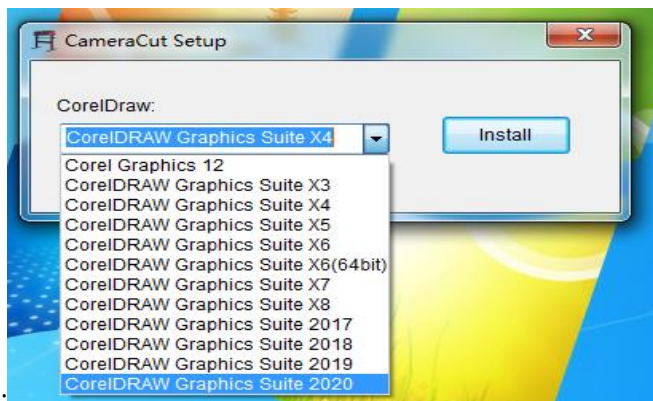 CameraCut Setup
CorelDraw:
CorelDRAW Graphics Suite X4
Install
Corel Graphics 12
CorelDRAW Graphics Suite X3
CorelDRAW Graphics Suite X4
CorelDRAW Graphics Suite X5
CorelDRAW Graphics Suite X6
CorelDRAW Graphics Suite X6(64bit)
CorelDRAW Graphics Suite X7
CorelDRAW Graphics Suite X8
CorelDRAW Graphics Suite 2017
CorelDRAW Graphics Suite 2018
CorelDRAW Graphics Suite 2019
CorelDRAW Graphics Suite 2020
.